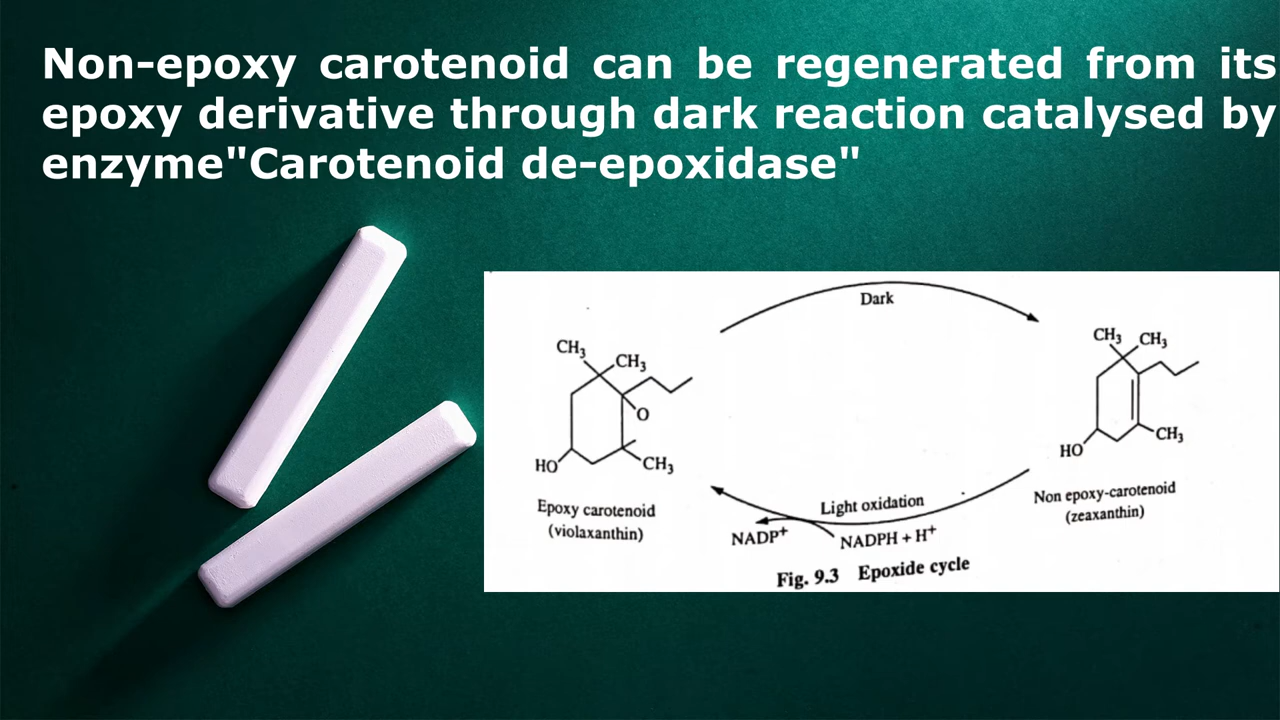 Non-epoxy carotenoid can be regenerated from its
epoxy derivative through dark reaction catalysed by
enzyme"Carotenoid de-epoxidase"
Dark
CH3
CH3
O
HO
CH3
Epoxy carotenoid
(violaxanthin)
CH3
CH3
HO
CH3
Non epoxy-carotenoid
(zeaxanthin)
Light oxidation
NADP+
NADPH + H+
Fig. 9.3 Epoxide cycle